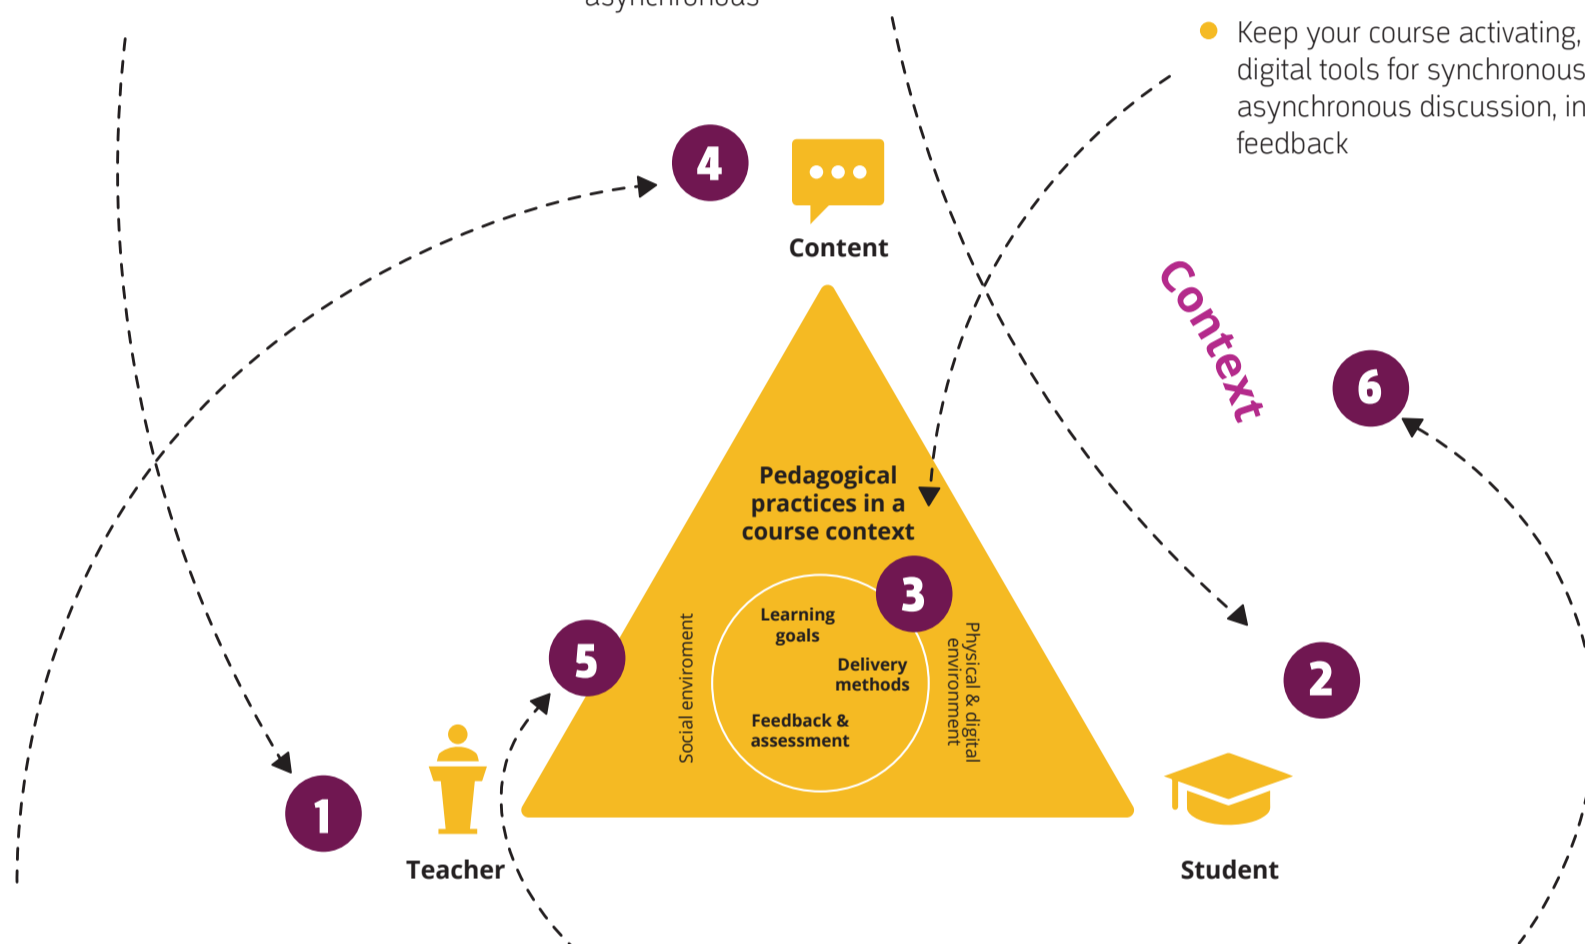 asynchronous
Keep your course activating,
digital tools for synchronous
asynchronous discussion, in
feedback
4
Content
Context
6
Pedagogical
practices in a
course context
3
Learning
goals
Delivery
methods
Feedback &
assessment
Social enviroment
Physical & digital
environment
5
2
1
Teacher
Student